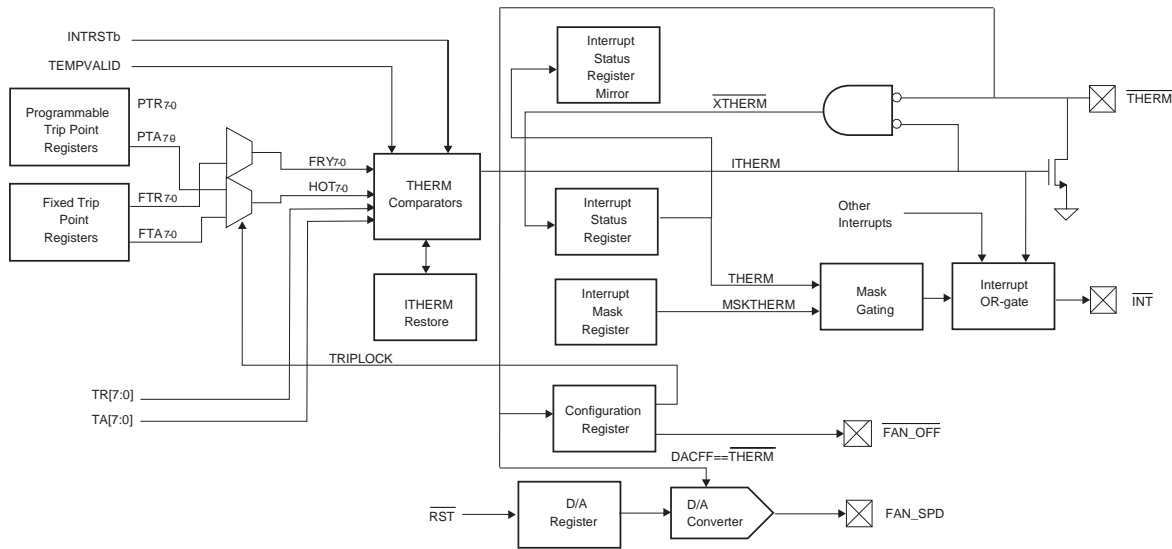 INTRSTb
TEMPVALID
Programmable
Trip Point
Registers
PTR7-0
PTA7-0
Fixed Trip
Point
Registers
FTR7-0
FTA7-0
FRY7-0
HOT7-0
THERM
Comparators
ITHERM
Restore
TRIPLOCK
TR[7:0]
TA[7:0]
Interrupt
Status
Register
Mirror
XTHERM
ITHERM
THERM
Interrupt
Status
Register
Other
Interrupts
Interrupt
Mask
Register
THERM
MSKTHERM
Mask
Gating
Interrupt
OR-gate
INT
Configuration
Register
FAN_OFF
DACFF==THERM
RST
D/A
Register
D/A
Converter
FAN_SPD